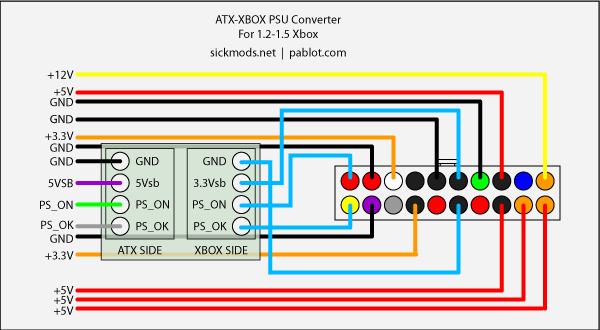 ATX-XBOX PSU Converter
For 1.2-1.5 Xbox
sickmods.net | pablot.com
+12V
+5V
GND
GND
+3.3V
GND
GND
5VSB
PS_ON
PS_OK
GND
+3.3V
+5V
+5V
+5V
GND
5Vsb
PS_ON
PS_OK
ATX SIDE
GND
3.3Vsb
PS_ON
PS_OK
XBOX SIDE